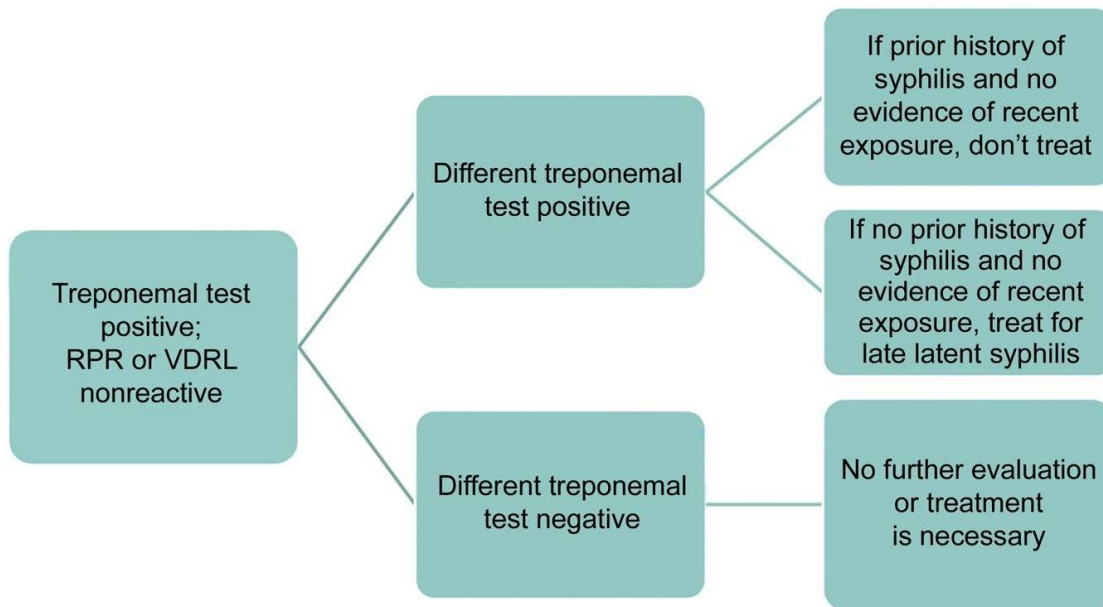 Treponemal test
positive;
RPR or VDRL
nonreactive
Different treponemal
test positive
Different treponemal
test negative
If prior history of
syphilis and no
evidence of recent
exposure, don’t treat
If no prior history of
syphilis and no
evidence of recent
exposure, treat for
late latent syphilis
No further evaluation
or treatment
is necessary